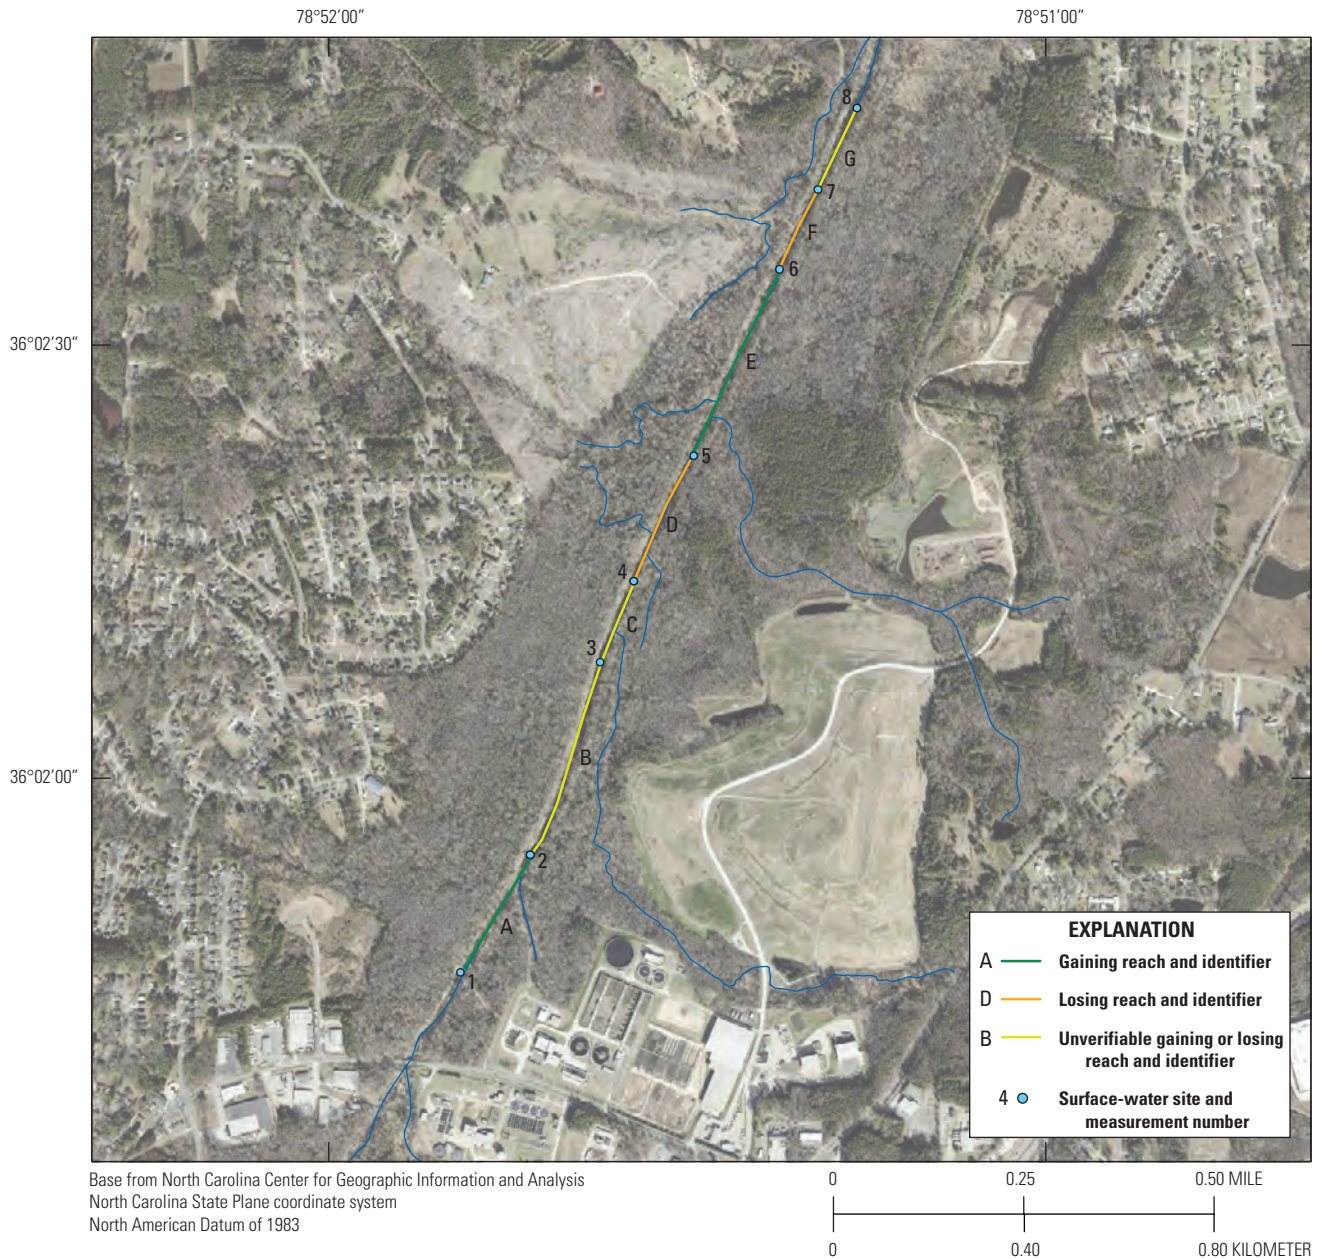 78°52’00”
78°51’00”
8
G
7
F
6
36°02’30”
E
5
D
4
C
3
B
36°02’00”
2
A
1
EXPLANATION
A Gaining reach and identifier
D Losing reach and identifier
B Unverifiable gaining or losing
reach and identifier
4 Surface-water site and
measurement number
Base from North Carolina Center for Geographic Information and Analysis
North Carolina State Plane coordinate system
North American Datum of 1983
0 0.25 0.50 MILE
0 0.40 0.80 KILOMETER